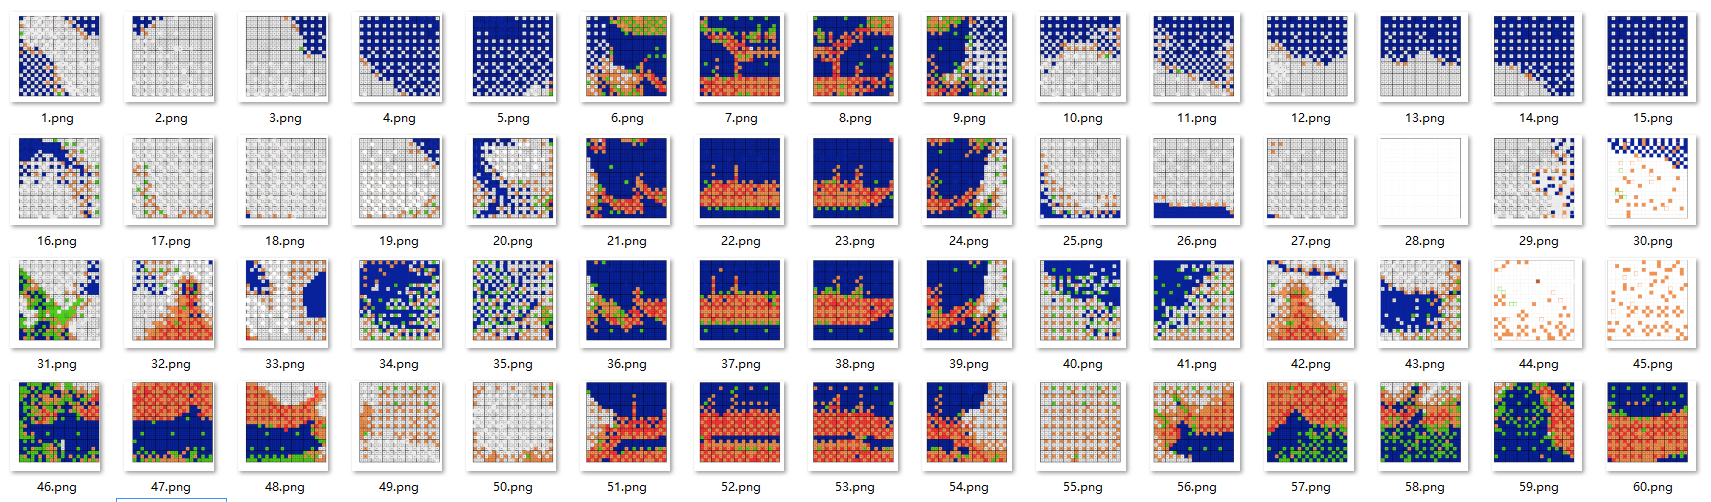 1.png 2.png 3.png 4.png 5.png 6.png 7.png 8.png 9.png 10.png 11.png 12.png 13.png 14.png 15.png
16.png 17.png 18.png 19.png 20.png 21.png 22.png 23.png 24.png 25.png 26.png 27.png 28.png 29.png 30.png
31.png 32.png 33.png 34.png 35.png 36.png 37.png 38.png 39.png 40.png 41.png 42.png 43.png 44.png 45.png
46.png 47.png 48.png 49.png 50.png 51.png 52.png 53.png 54.png 55.png 56.png 57.png 58.png 59.png 60.png